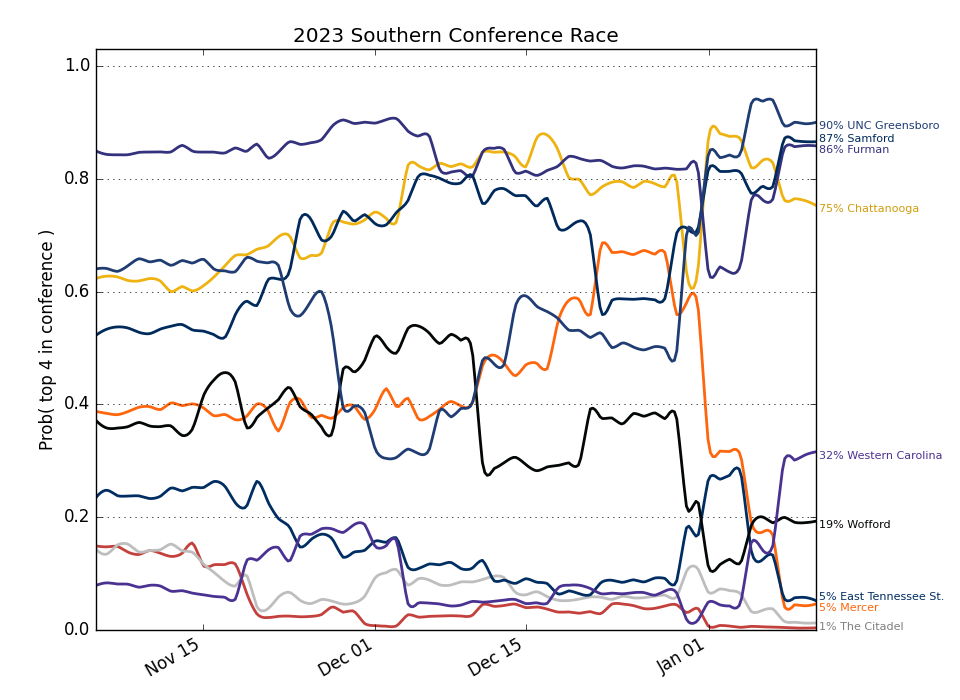 2023 Southern Conference Race
Prob( top 4 in conference )
1.0
0.8
0.6
0.4
0.2
0.0
Nov 15
Dec 01
Dec 15
Jan 01
90% UNC Greensboro
87% Samford
86% Furman
75% Chattanooga
32% Western Carolina
19% Wofford
5% East Tennessee St.
5% Mercer
1% The Citadel